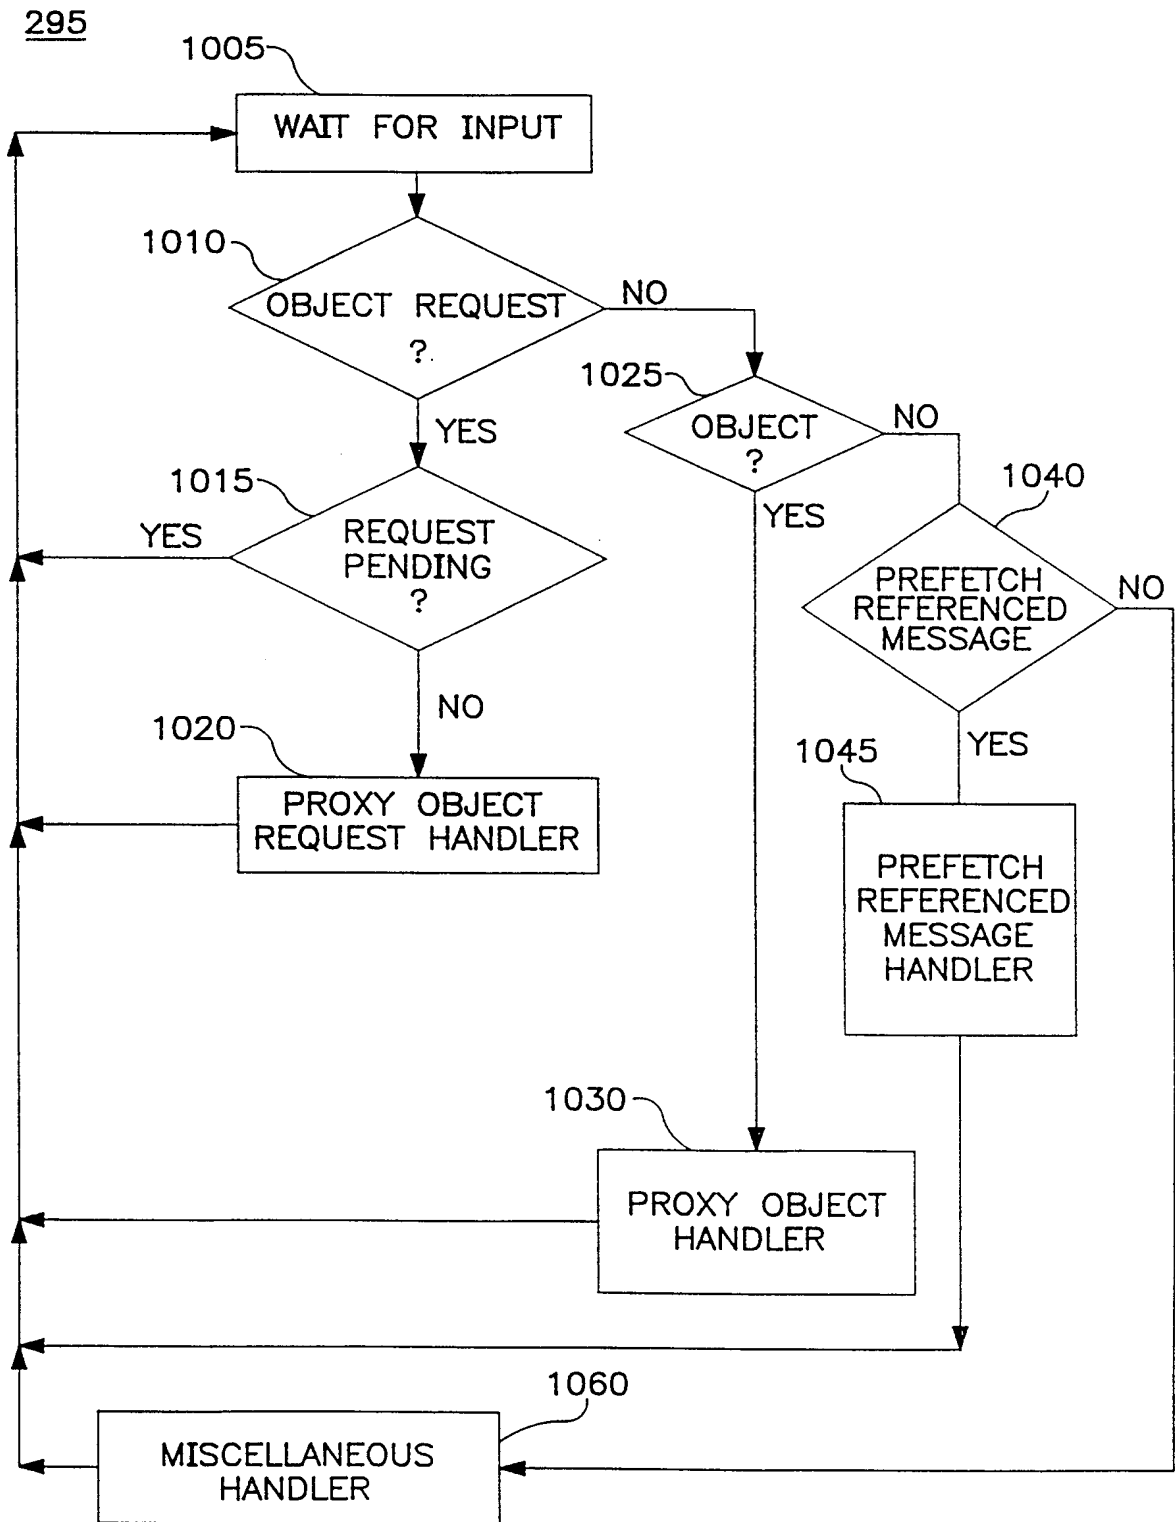 295
1005
WAIT FOR INPUT
1010
OBJECT REQUEST
?
NO
1025
OBJECT
?
NO
YES
1015
REQUEST
PENDING
?
YES
YES
1040
PREFETCH
REFERENCED
MESSAGE
NO
NO
1020
PROXY OBJECT
REQUEST HANDLER
YES
1045
PREFETCH
REFERENCED
MESSAGE
HANDLER
1030
PROXY OBJECT
HANDLER
1060
MISCELLANEOUS
HANDLER